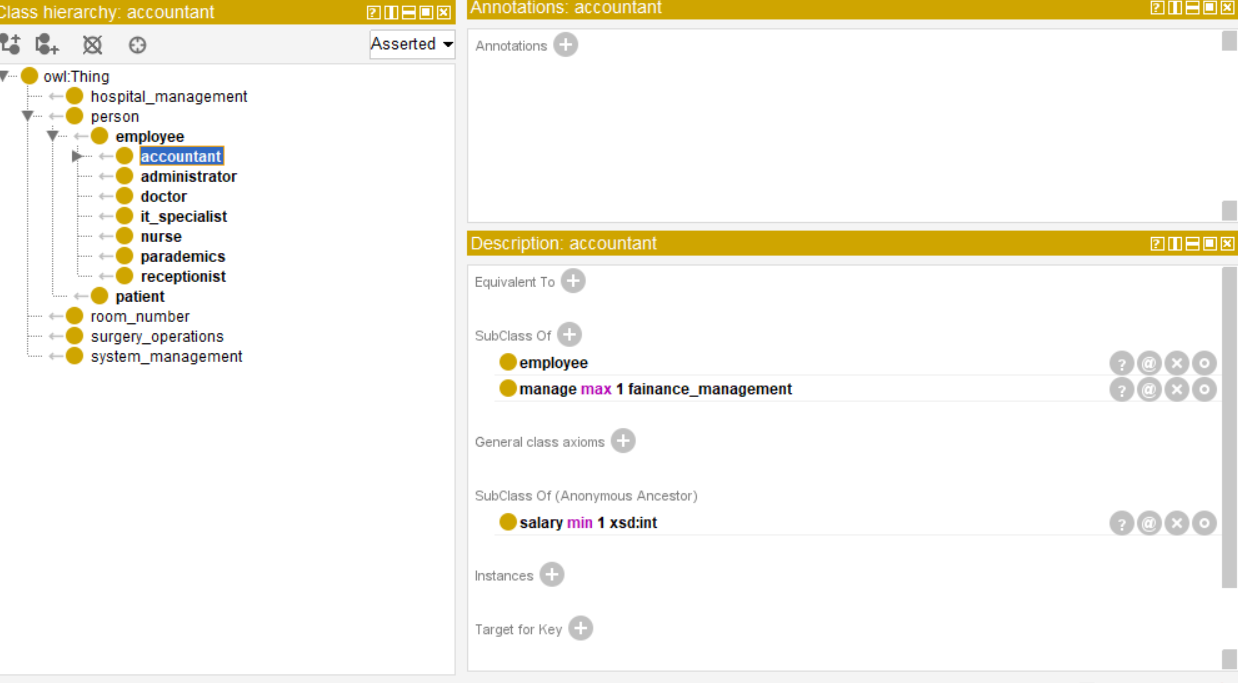 Class hierarchy: accountant
Asserted
owl:Thing
hospital_management
person
employee
accountant
administrator
doctor
it_specialist
nurse
parademics
receptionist
patient
room_number
surgery_operations
system_management
Annotations: accountant
Annotations
Description: accountant
Equivalent To
SubClass Of
employee
manage max 1 fainance_management
General class axioms
SubClass Of (Anonymous Ancestor)
salary min 1 xsd:int
Instances
Target for Key